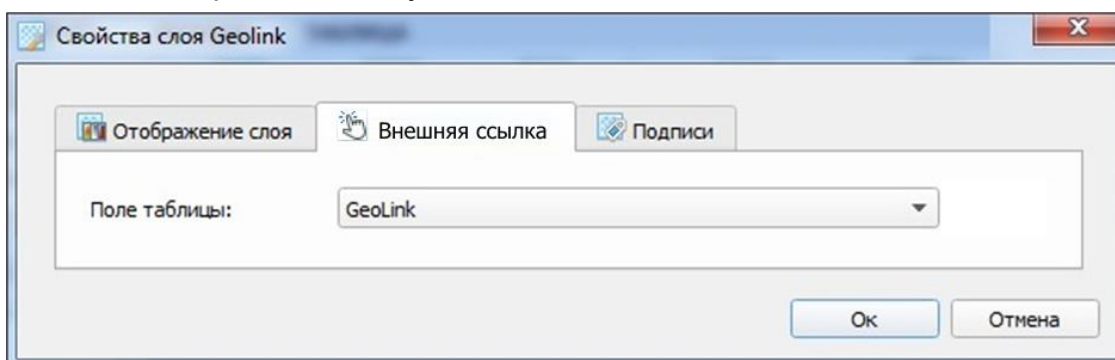 Свойства слоя Geolink
Отображение слоя
Внешняя ссылка
Подписи
Поле таблицы:
GeoLink
Ок
Отмена